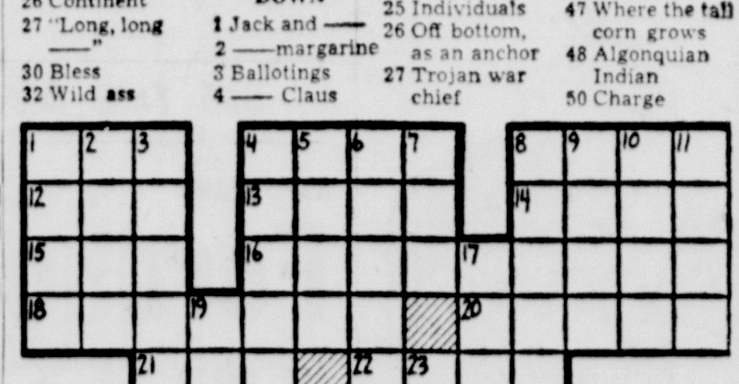 26 Continent
27 "Long, long
——"
30 Bless
32 Wild ass
DOWN
1 Jack and ——
2 ——margarine
3 Ballotings
4 —— Claus
25 Individuals
26 Off bottom,
as an anchor
27 Trojan war
chief
47 Where the tall
corn grows
48 Algonquian
Indian
50 Charge
1 2 3 4 5 6 7 8 9 10 11
12 13 14
15 16 17
18 19 20
21 22 23